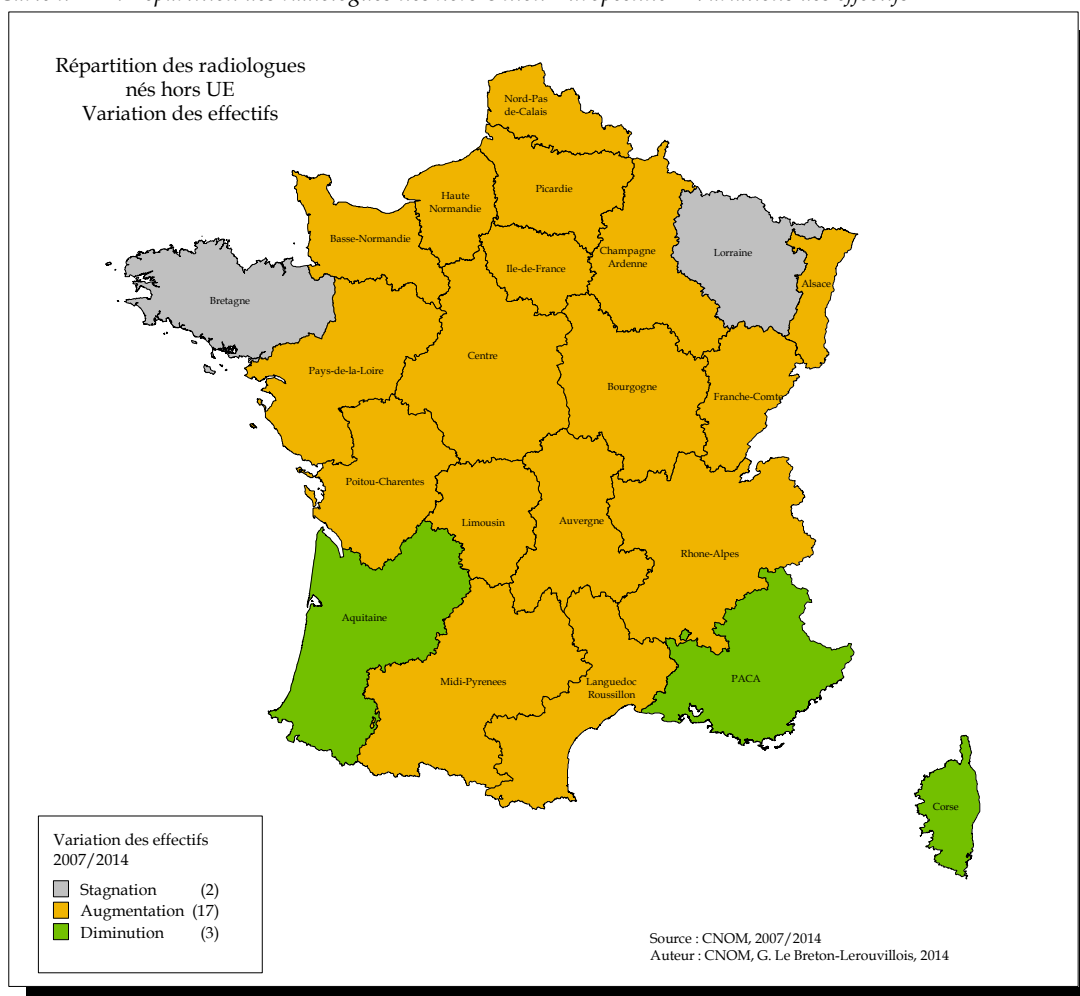 Répartition des radiologues
nés hors UE
Variation des effectifs
Nord-Pas
de-Calais
Picardie
Haute
Normandie
Basse-Normandie
Champagne
Ardenne
Lorraine
Ile-de-France
Alsace
Bretagne
Centre
Pays-de-la-Loire
Bourgogne
Franche-Comte
Poitou-Charentes
Limousin
Auvergne
Rhone-Alpes
Aquitaine
Midi-Pyrenees
Languedoc
Roussillon
PACA
Corse
Variation des effectifs
2007/2014
Stagnation (2)
Augmentation (17)
Diminution (3)
Source : CNOM, 2007/2014
Auteur : CNOM, G. Le Breton-Lerouvillois, 2014